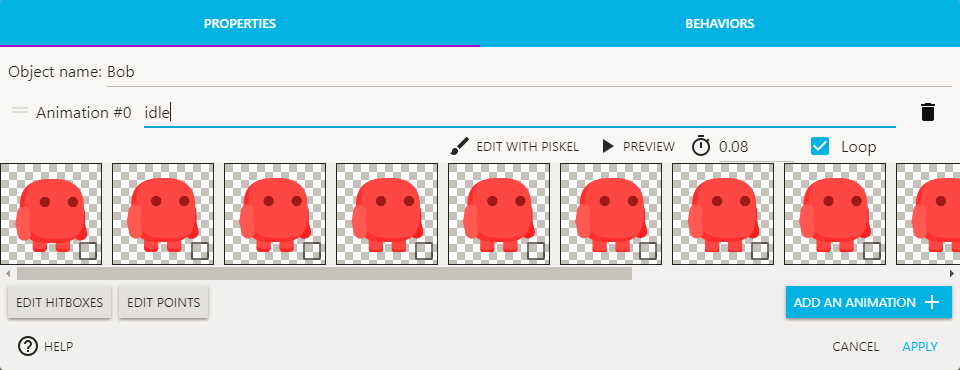 PROPERTIES BEHAVIORS
Object name: Bob
Animation #0 idle
EDIT WITH PISKEL PREVIEW 0.08 Loop
EDIT HITBOXES EDIT POINTS ADD AN ANIMATION
HELP CANCEL APPLY